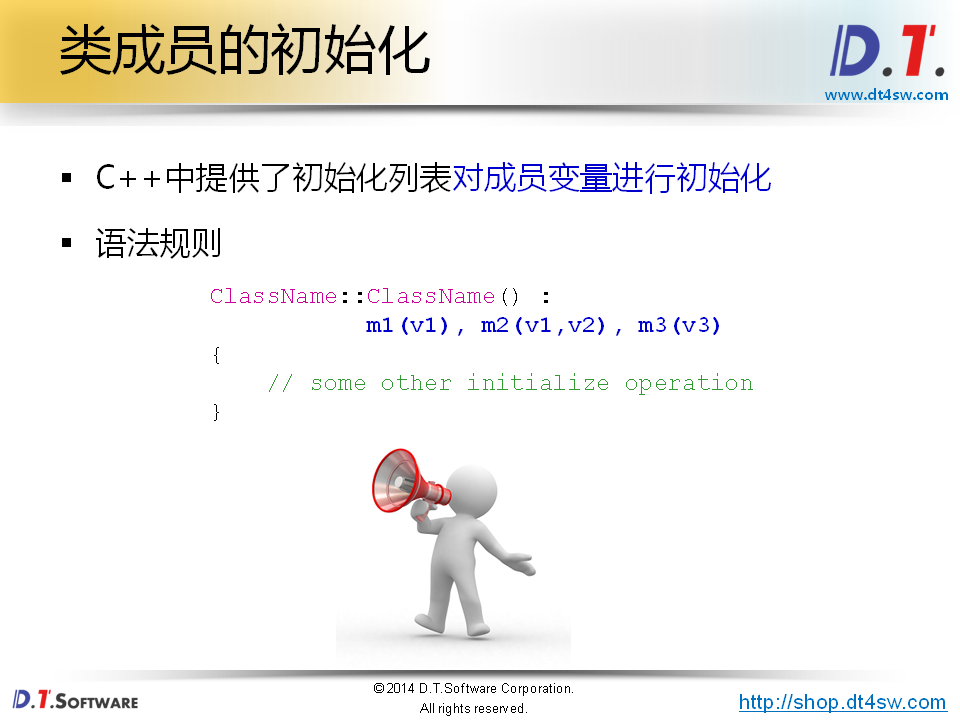 类成员的初始化
D.T.
www.dt4sw.com
▪ C++中提供了初始化列表对成员变量进行初始化
▪ 语法规则
ClassName::ClassName() :
m1(v1), m2(v1,v2), m3(v3)
{
// some other initialize operation
}
D.T.SOFTWARE
©2014 D.T.Software Corporation.
All rights reserved.
http://shop.dt4sw.com